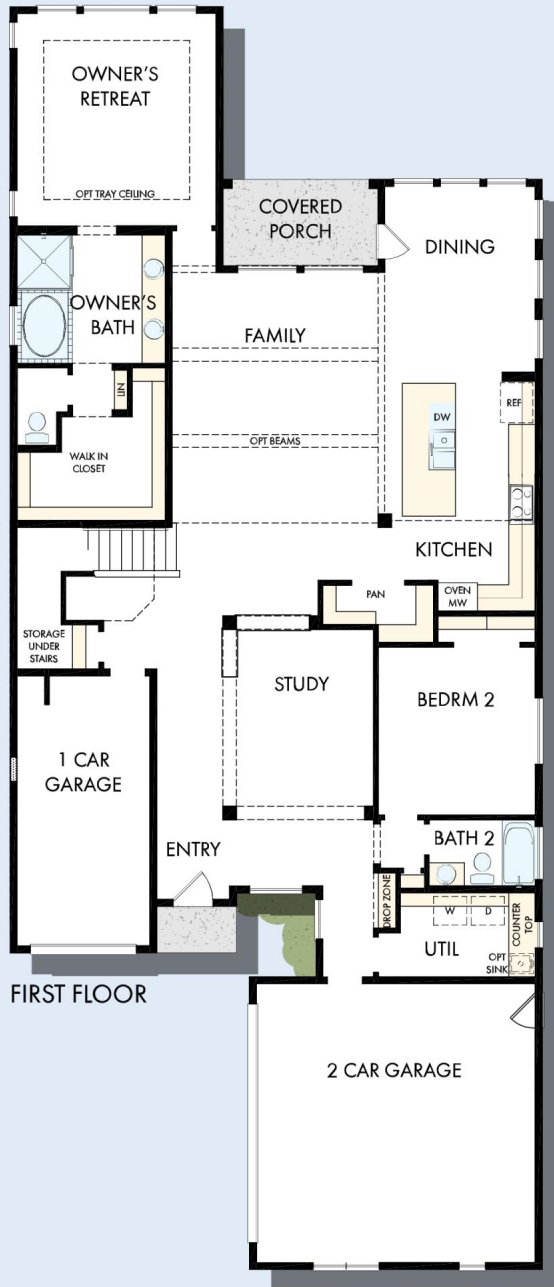 OWNER'S
RETREAT
OPT TRAY CEILING
COVERED
PORCH
DINING
OWNER'S
BATH
FAMILY
LIN
DW
REF
WALK IN
CLOSET
OPT BEAMS
KITCHEN
OVEN
MW
PAN
STORAGE
UNDER
STAIRS
STUDY
BEDRM 2
1 CAR
GARAGE
ENTRY
BATH 2
DROP ZONE
W
D
COUNTER
TOP
UTIL
OPT
SINK
FIRST FLOOR
2 CAR GARAGE